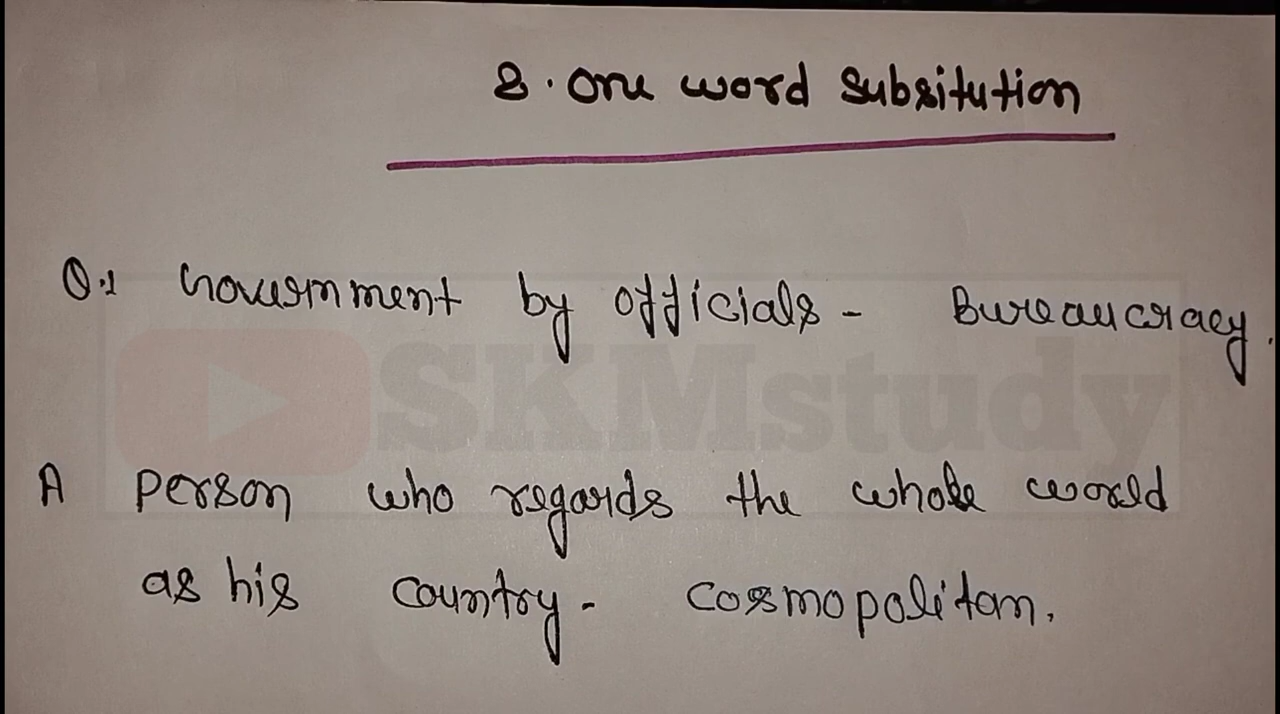 8. one word subsitution
Q.1 Government by officials - Bureaucracy.
SKMstudy
A person who regards the whole world
as his country - cosmopolitan.